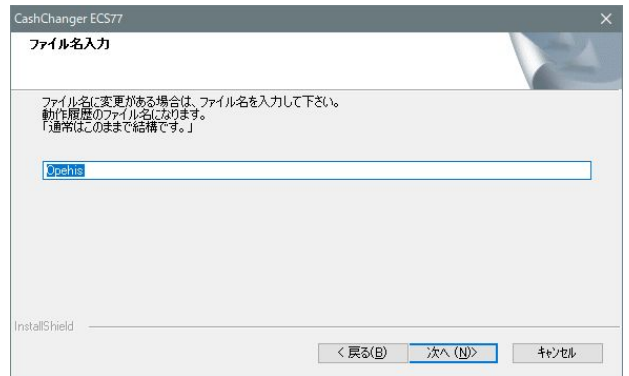 CashChanger ECS77
ファイル名入力
ファイル名に変更がある場合は、ファイル名を入力して下さい。
動作履歴のファイル名になります。
「通常はこのままで結構です。」
Opehis
InstallShield
< 戻る(B)
次へ (N)>
キャンセル